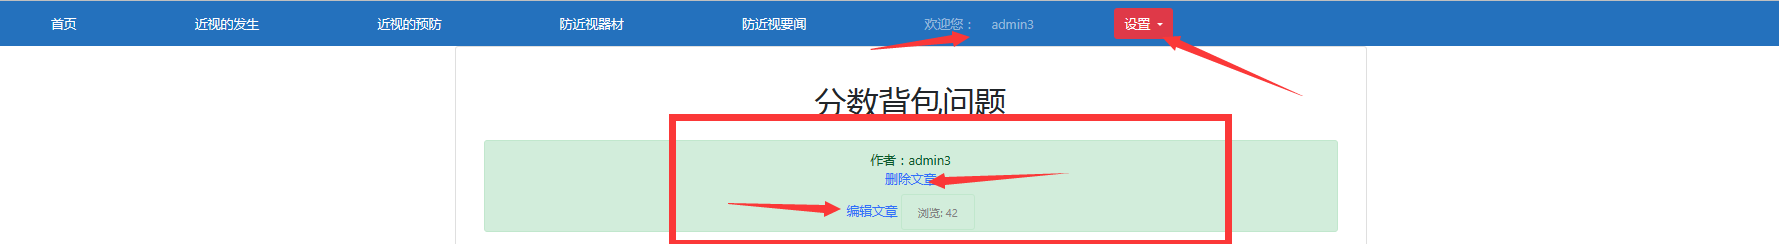 首页 近视的发生 近视的预防 防近视器材 防近视要闻 欢迎您： admin3 设置
分数背包问题
作者：admin3
删除文章
编辑文章 浏览: 42